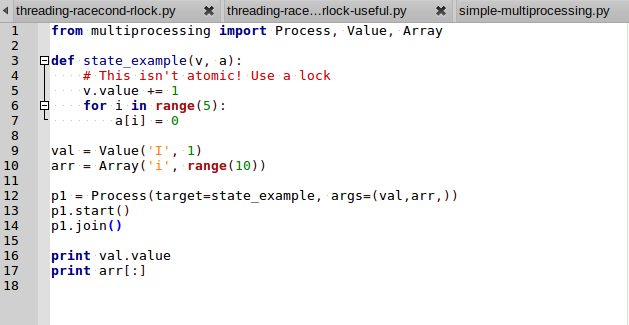 threading-racecond-rlock.py threading-race...rlock-useful.py simple-multiprocessing.py
1 from multiprocessing import Process, Value, Array
2
3 def state_example(v, a):
4     # This isn't atomic! Use a lock
5     v.value += 1
6     for i in range(5):
7         a[i] = 0
8
9 val = Value('I', 1)
10 arr = Array('i', range(10))
11
12 p1 = Process(target=state_example, args=(val,arr,))
13 p1.start()
14 p1.join()
15
16 print val.value
17 print arr[:]
18